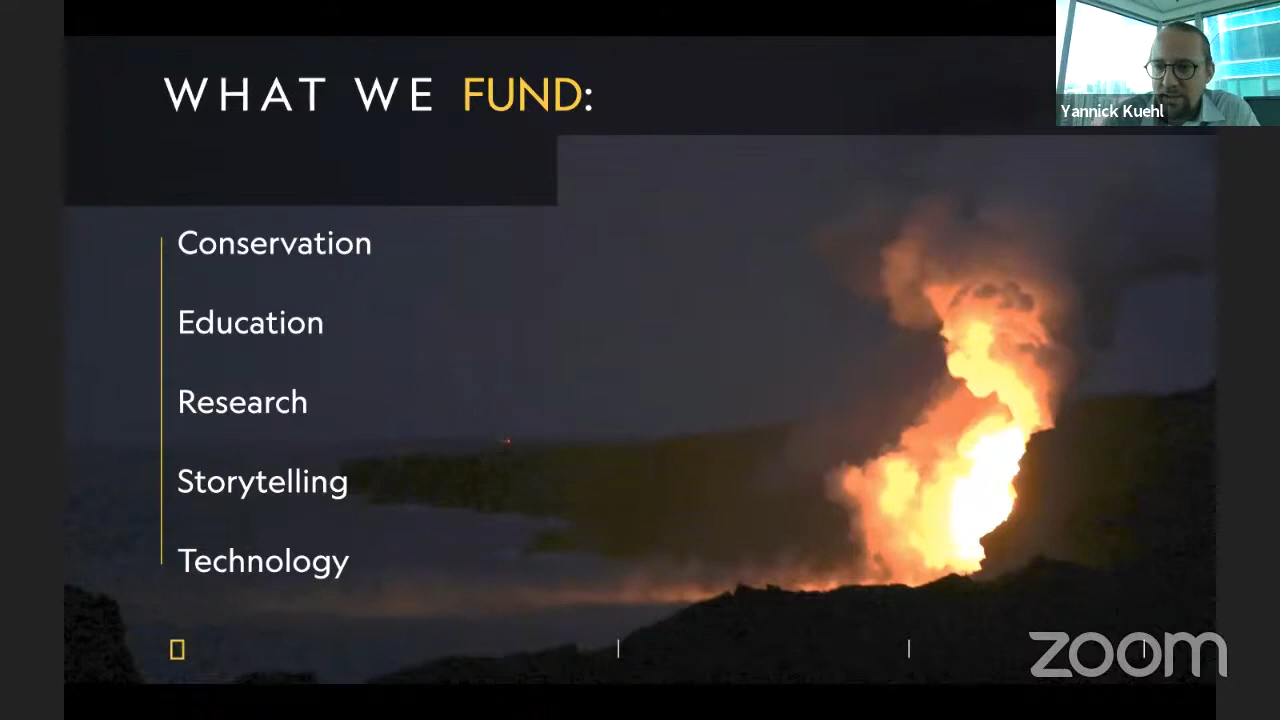 WHAT WE FUND:
Yannick Kuehl
Conservation
Education
Research
Storytelling
Technology
zoom